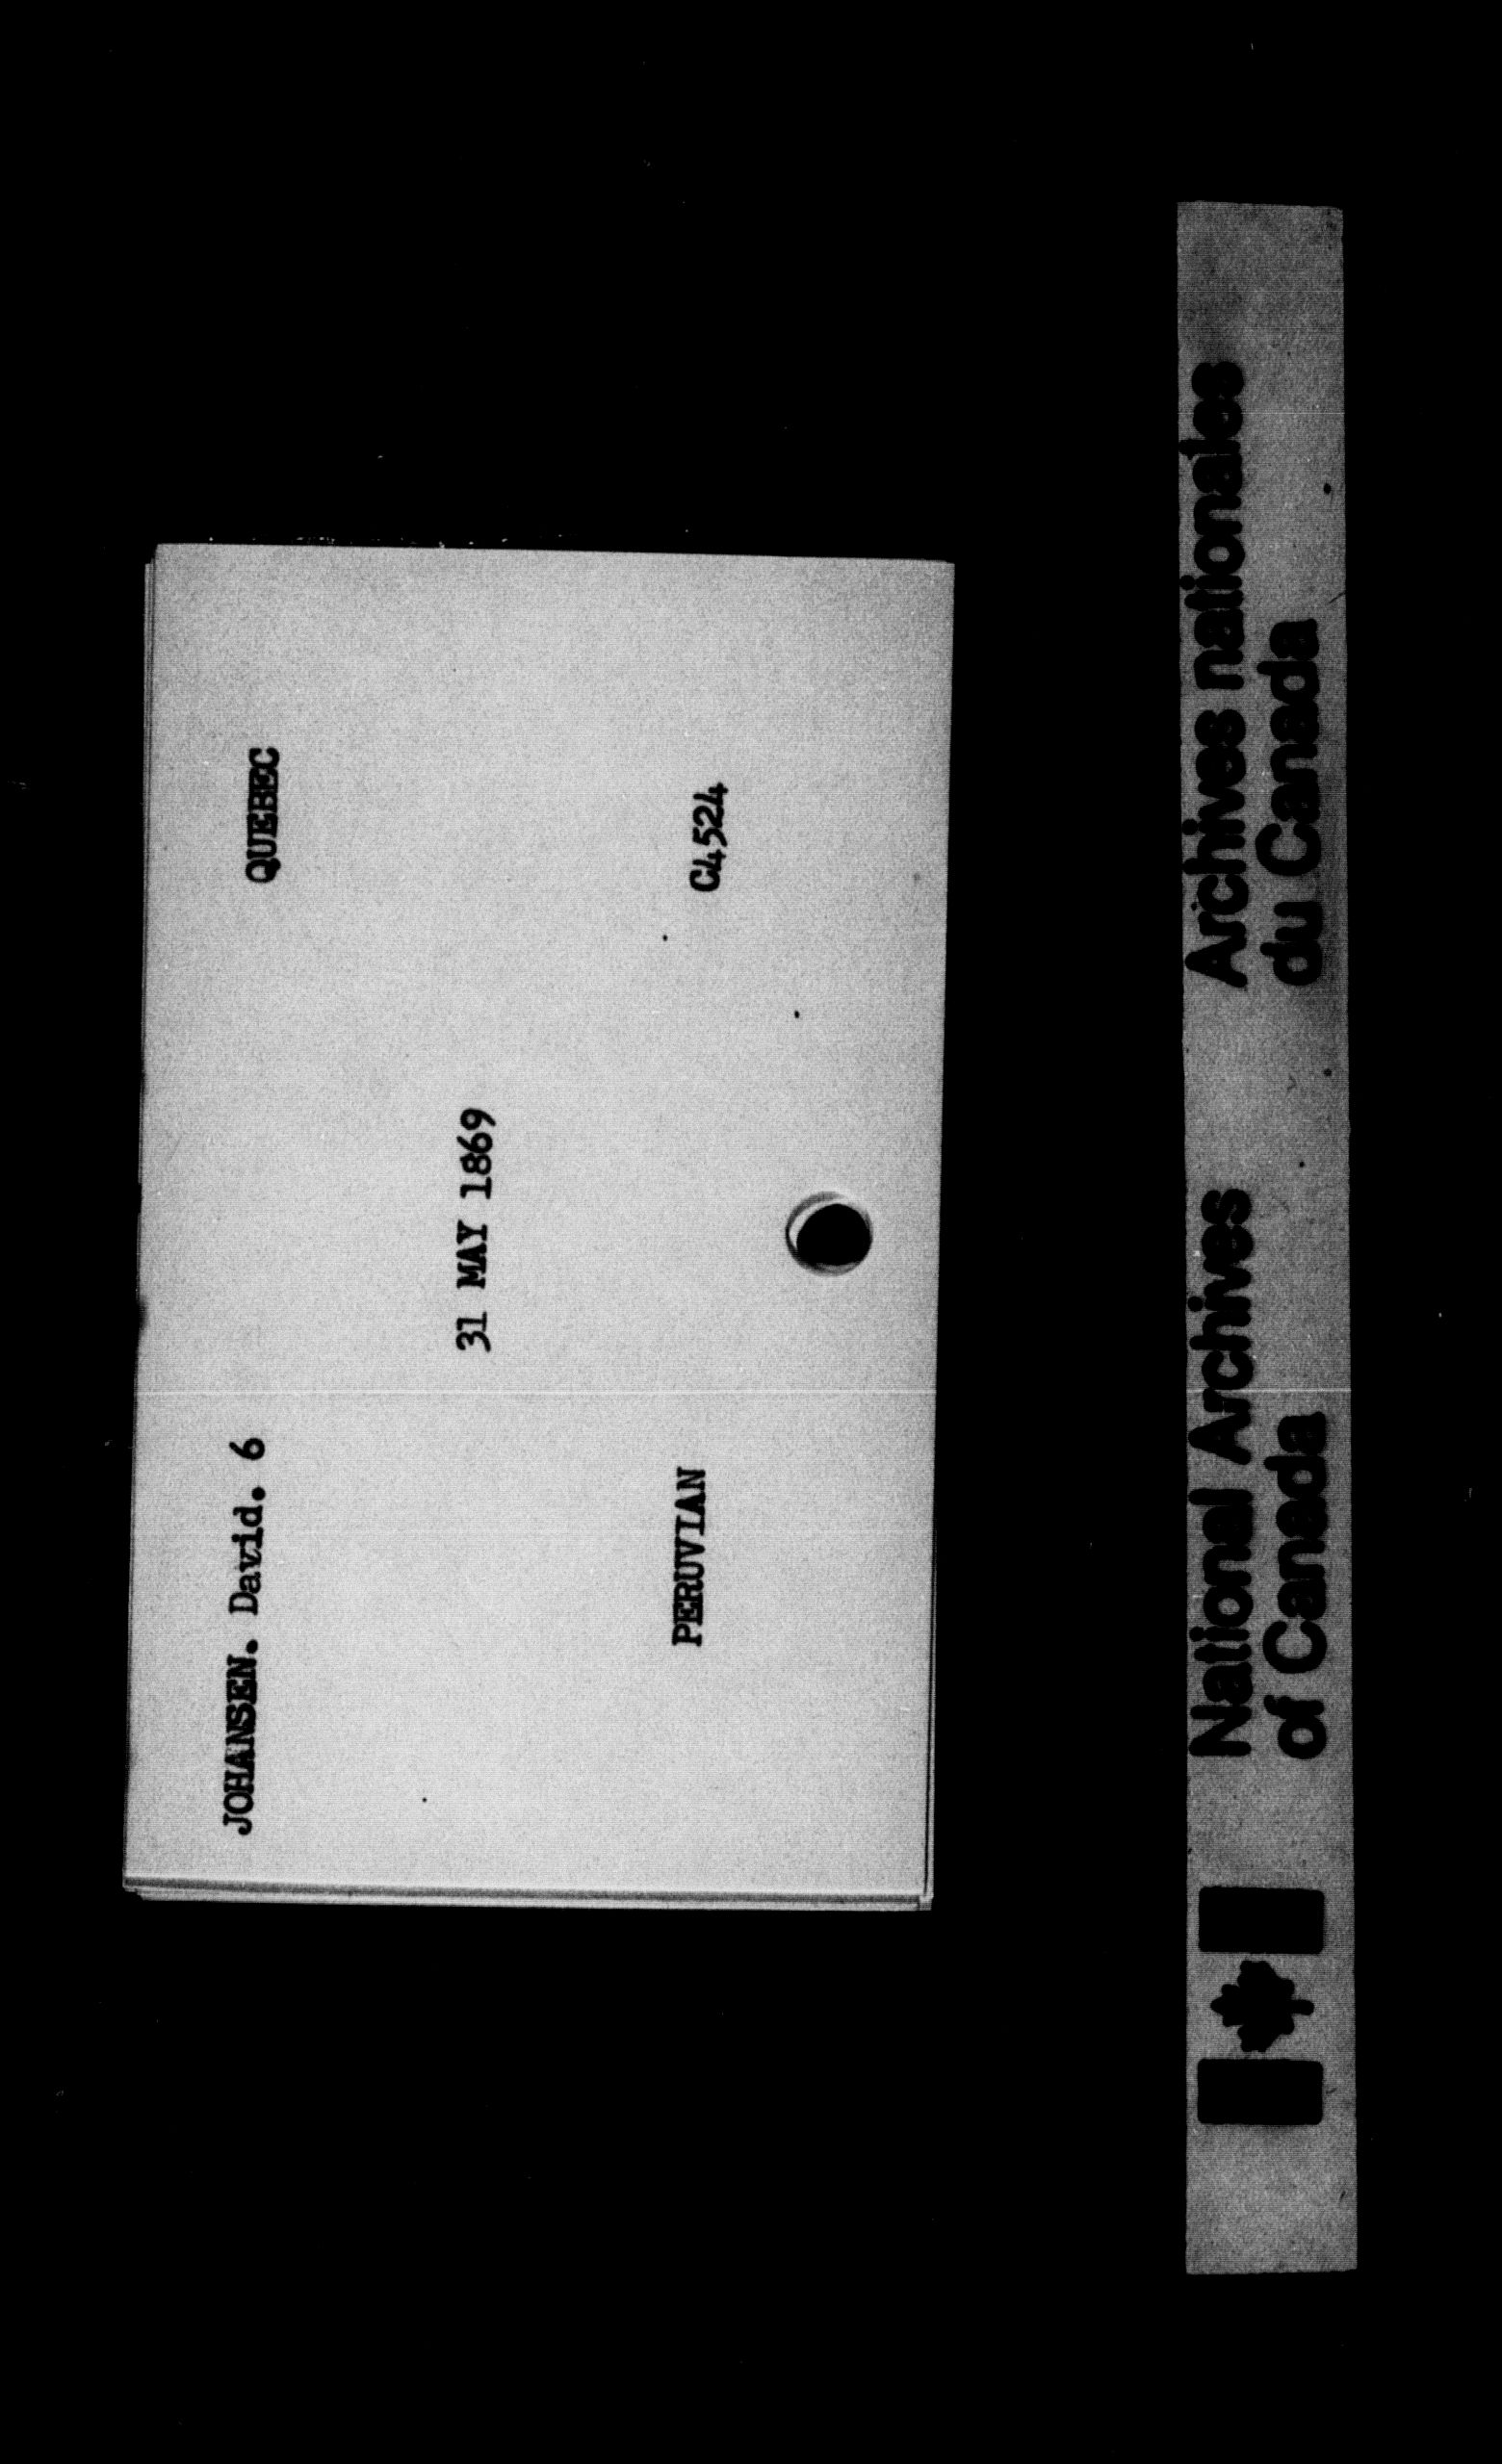 JOHANSEN. David. 6 QUEBEC
31 MAY 1869
PERUVIAN C4524
National Archives Archives nationales
of Canada du Canada